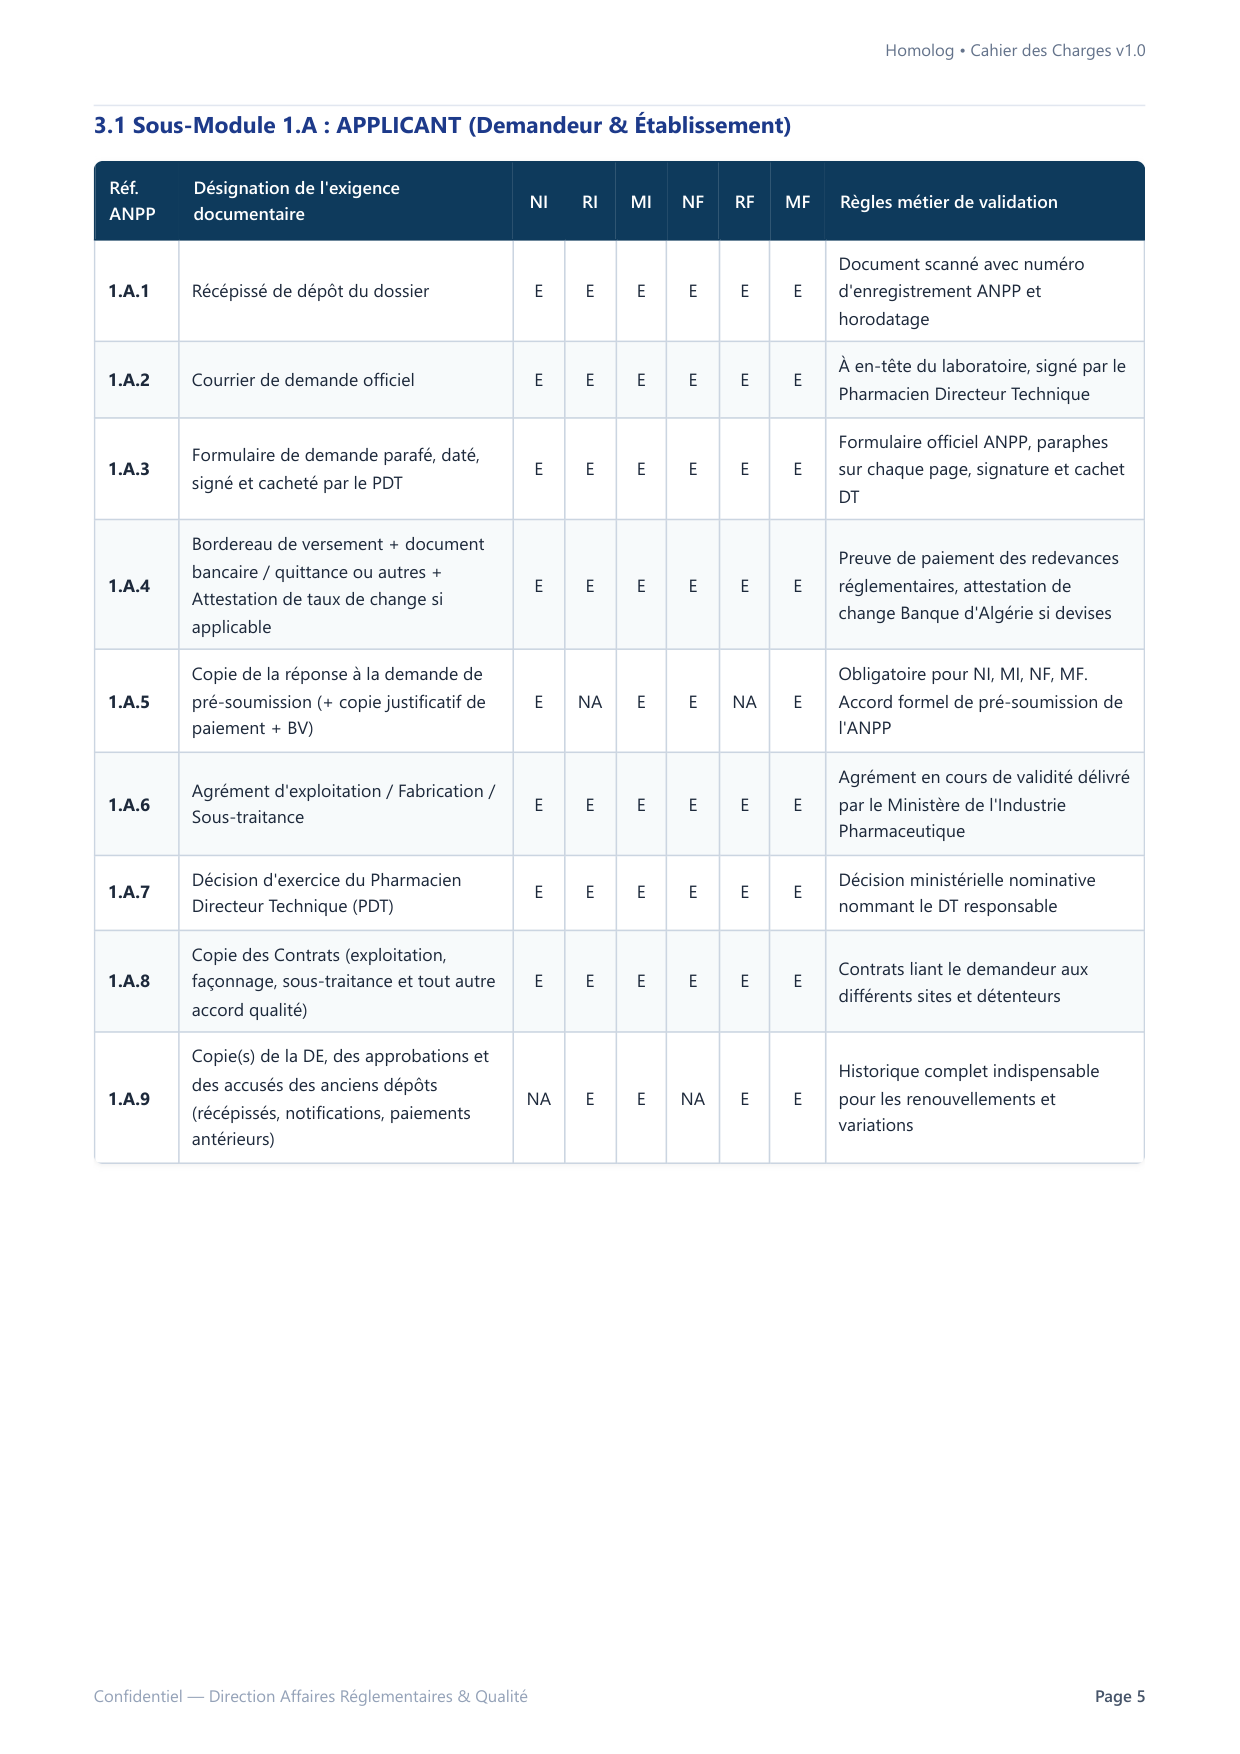 Homolog • Cahier des Charges v1.0
3.1 Sous-Module 1.A : APPLICANT (Demandeur & Établissement)
Réf. ANPP | Désignation de l'exigence documentaire | NI | RI | MI | NF | RF | MF | Règles métier de validation
1.A.1 | Récépissé de dépôt du dossier | E | E | E | E | E | E | Document scanné avec numéro d'enregistrement ANPP et horodatage
1.A.2 | Courrier de demande officiel | E | E | E | E | E | E | À en-tête du laboratoire, signé par le Pharmacien Directeur Technique
1.A.3 | Formulaire de demande parafé, daté, signé et cacheté par le PDT | E | E | E | E | E | E | Formulaire officiel ANPP, paraphes sur chaque page, signature et cachet DT
1.A.4 | Bordereau de versement + document bancaire / quittance ou autres + Attestation de taux de change si applicable | E | E | E | E | E | E | Preuve de paiement des redevances réglementaires, attestation de change Banque d'Algérie si devises
1.A.5 | Copie de la réponse à la demande de pré-soumission (+ copie justificatif de paiement + BV) | E | NA | E | E | NA | E | Obligatoire pour NI, MI, NF, MF. Accord formel de pré-soumission de l'ANPP
1.A.6 | Agrément d'exploitation / Fabrication / Sous-traitance | E | E | E | E | E | E | Agrément en cours de validité délivré par le Ministère de l'Industrie Pharmaceutique
1.A.7 | Décision d'exercice du Pharmacien Directeur Technique (PDT) | E | E | E | E | E | E | Décision ministérielle nominative nommant le DT responsable
1.A.8 | Copie des Contrats (exploitation, façonnage, sous-traitance et tout autre accord qualité) | E | E | E | E | E | E | Contrats liant le demandeur aux différents sites et détenteurs
1.A.9 | Copie(s) de la DE, des approbations et des accusés des anciens dépôts (récépissés, notifications, paiements antérieurs) | NA | E | E | NA | E | E | Historique complet indispensable pour les renouvellements et variations
Confidentiel — Direction Affaires Réglementaires & Qualité
Page 5